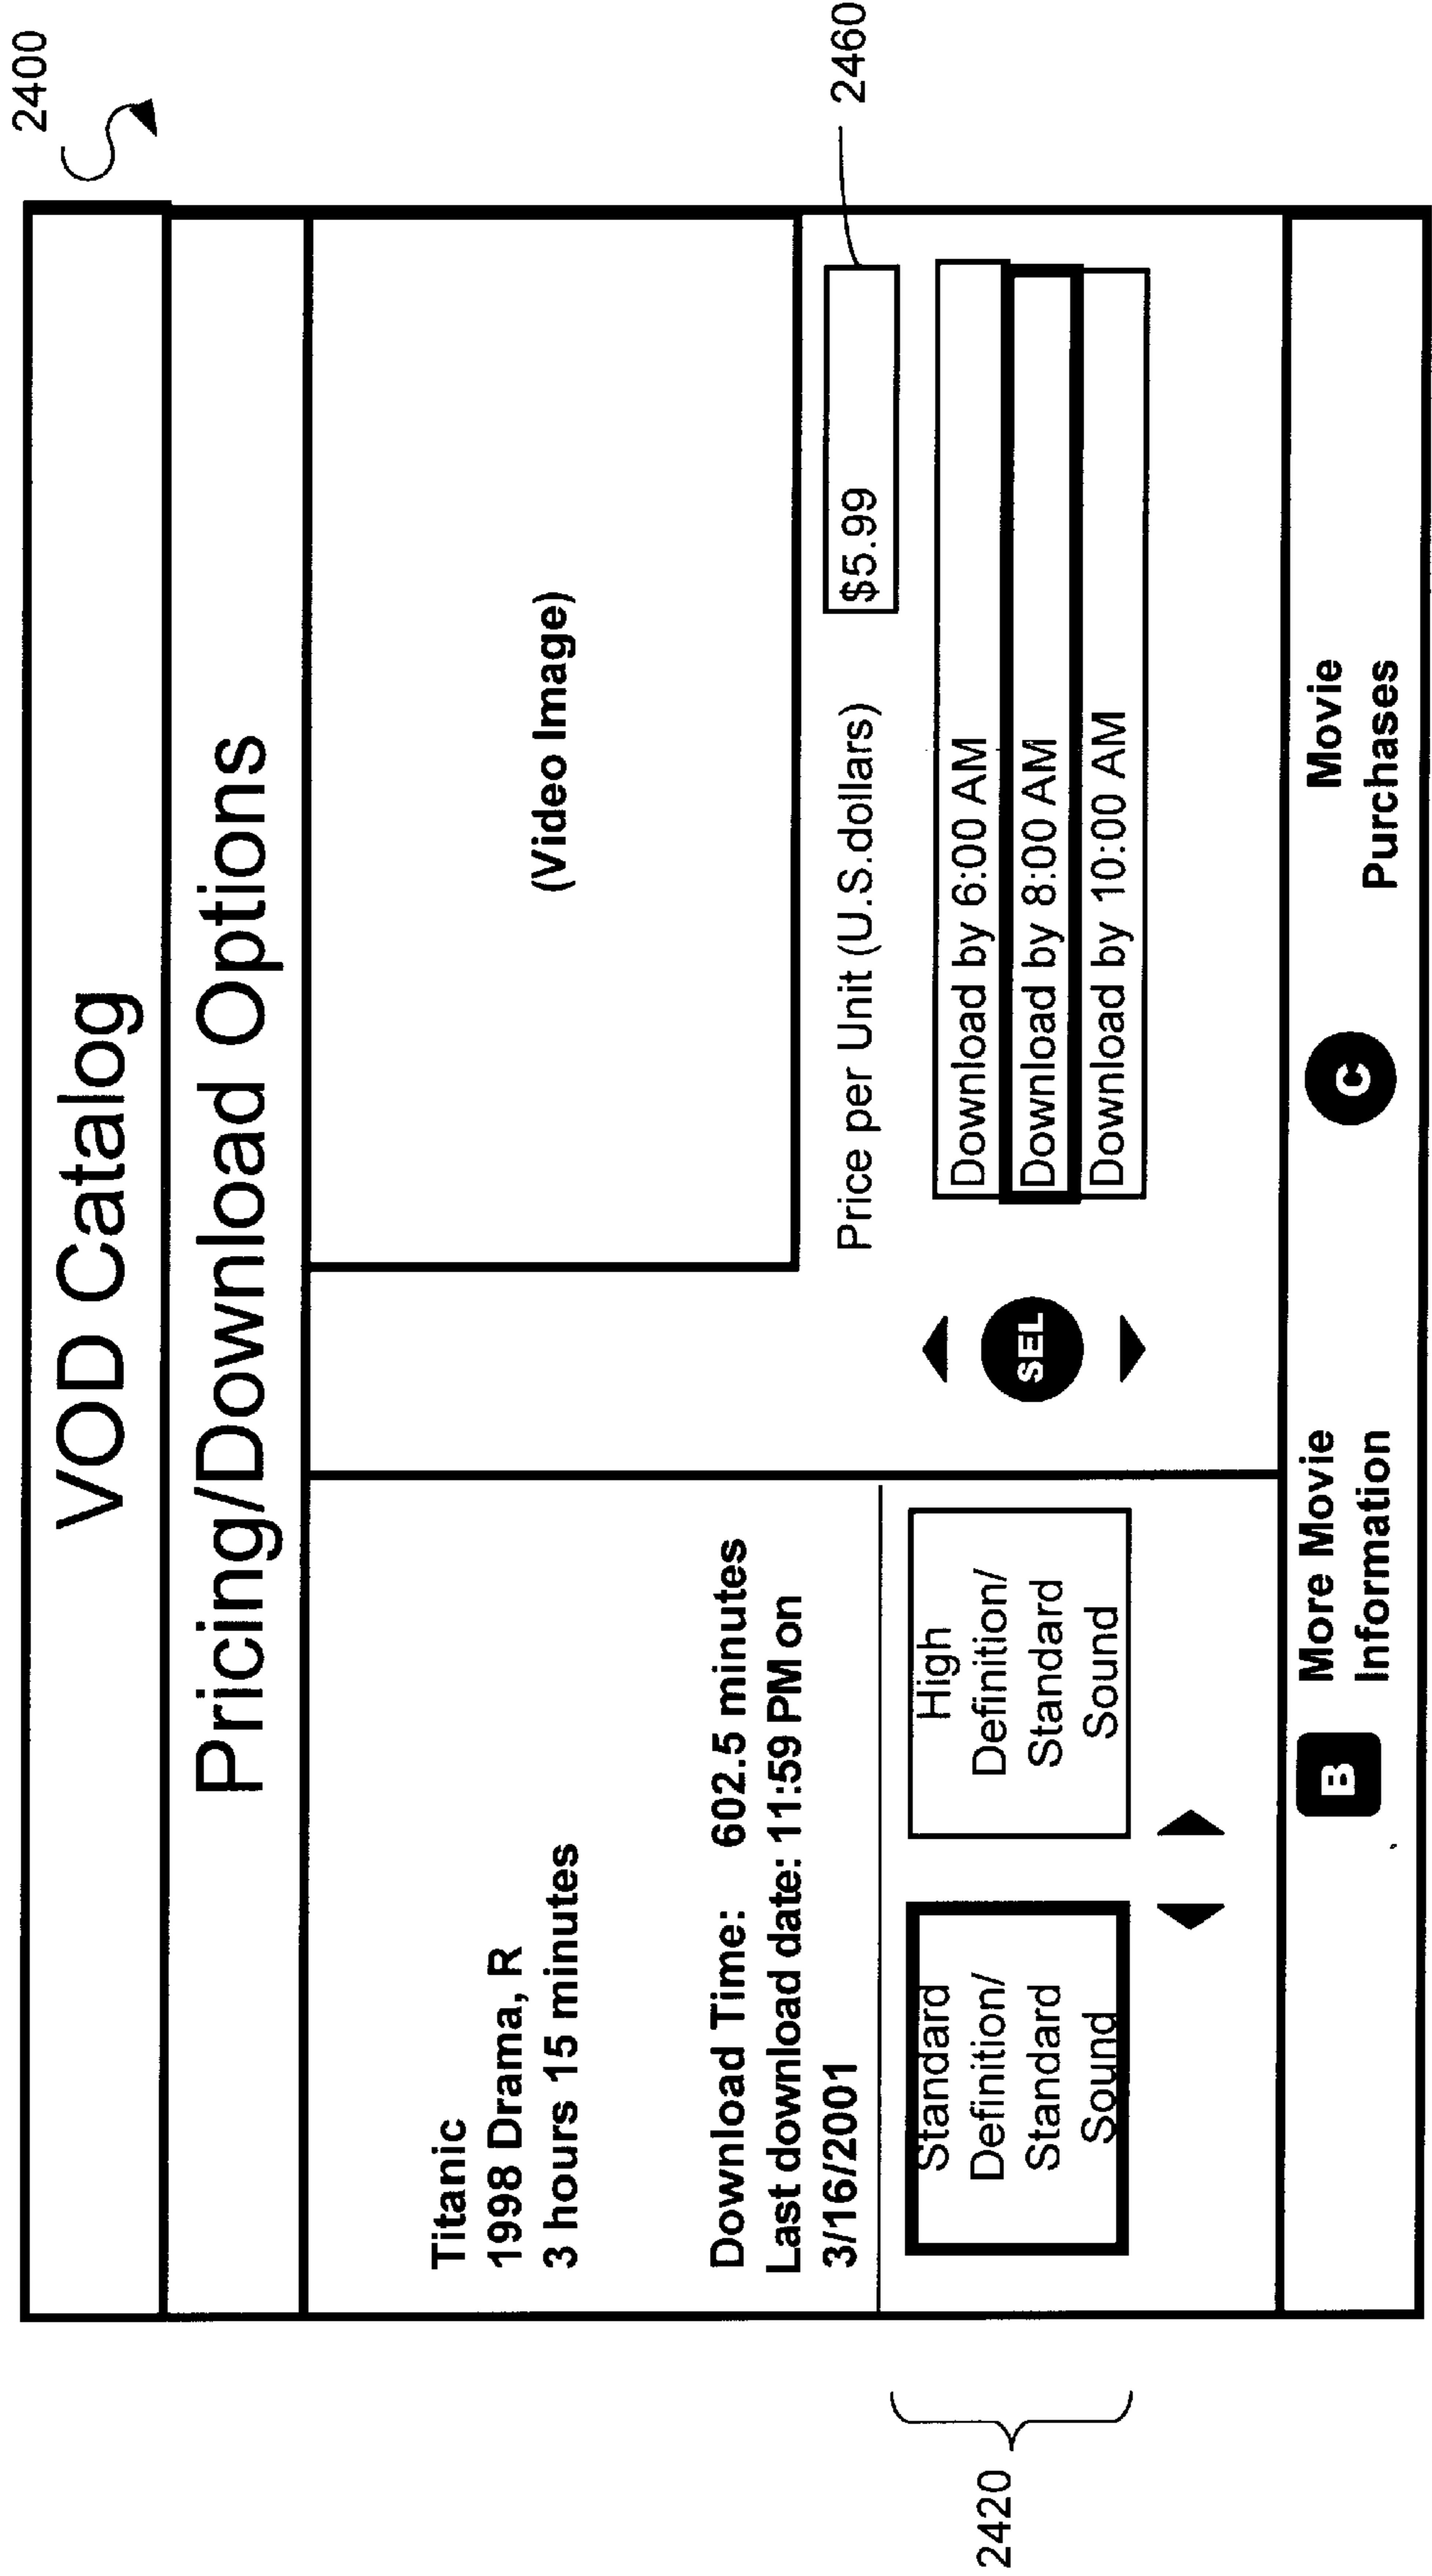 2400
VOD Catalog
Pricing/Download Options
Titanic
1998 Drama, R
3 hours 15 minutes
Download Time: 602.5 minutes
Last download date: 11:59 PM on
3/16/2001
(Video Image)
Price per Unit (U.S.dollars) $5.99
2460
2420
Standard
Definition/
Standard
Sound
High
Definition/
Standard
Sound
SEL
Download by 6:00 AM
Download by 8:00 AM
Download by 10:00 AM
B
More Movie
Information
C
Movie
Purchases